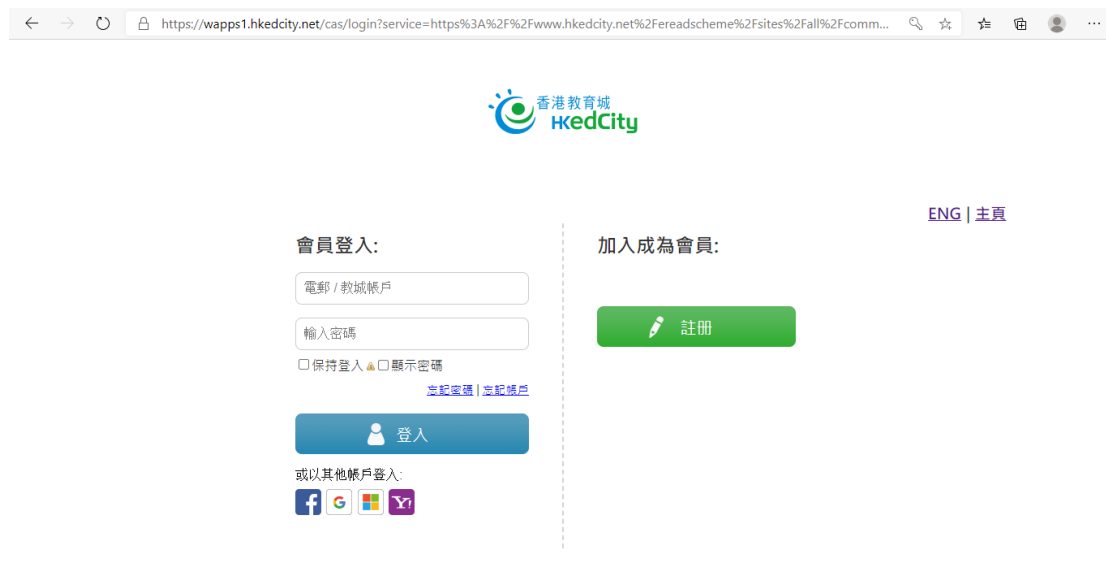 https://wapps1.hkedcity.net/cas/login?service=https%3A%2F%2Fwww.hkedcity.net%2Fereadscheme%2Fsites%2Fall%2Fcomm...
香港教育城
HKedCity
ENG | 主頁
會員登入:
電郵 / 教城帳戶
輸入密碼
保持登入 顯示密碼
忘記密碼 | 忘記帳戶
登入
或以其他帳戶登入:
f G Y!
加入成為會員:
註册